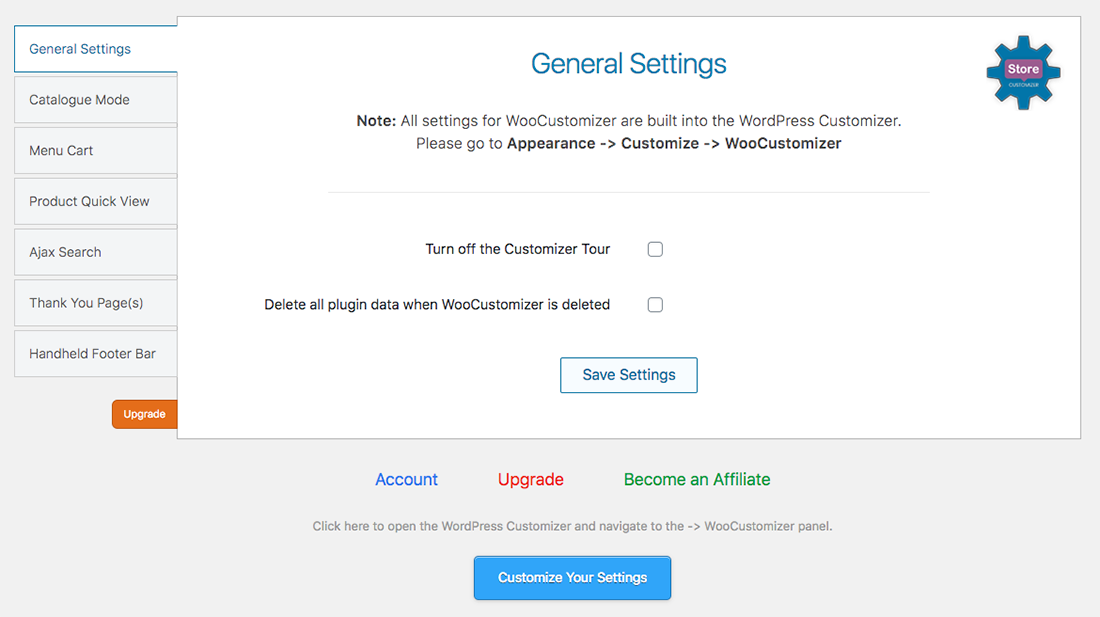 General Settings
Catalogue Mode
Menu Cart
Product Quick View
Ajax Search
Thank You Page(s)
Handheld Footer Bar
Upgrade
General Settings
Store
CUSTOMIZER
Note: All settings for WooCustomizer are built into the WordPress Customizer.
Please go to Appearance -> Customize -> WooCustomizer
Turn off the Customizer Tour
Delete all plugin data when WooCustomizer is deleted
Save Settings
Account Upgrade Become an Affiliate
Click here to open the WordPress Customizer and navigate to the -> WooCustomizer panel.
Customize Your Settings